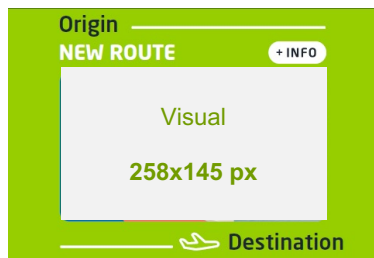 Origin
NEW ROUTE +INFO
Visual
258x145 px
Destination